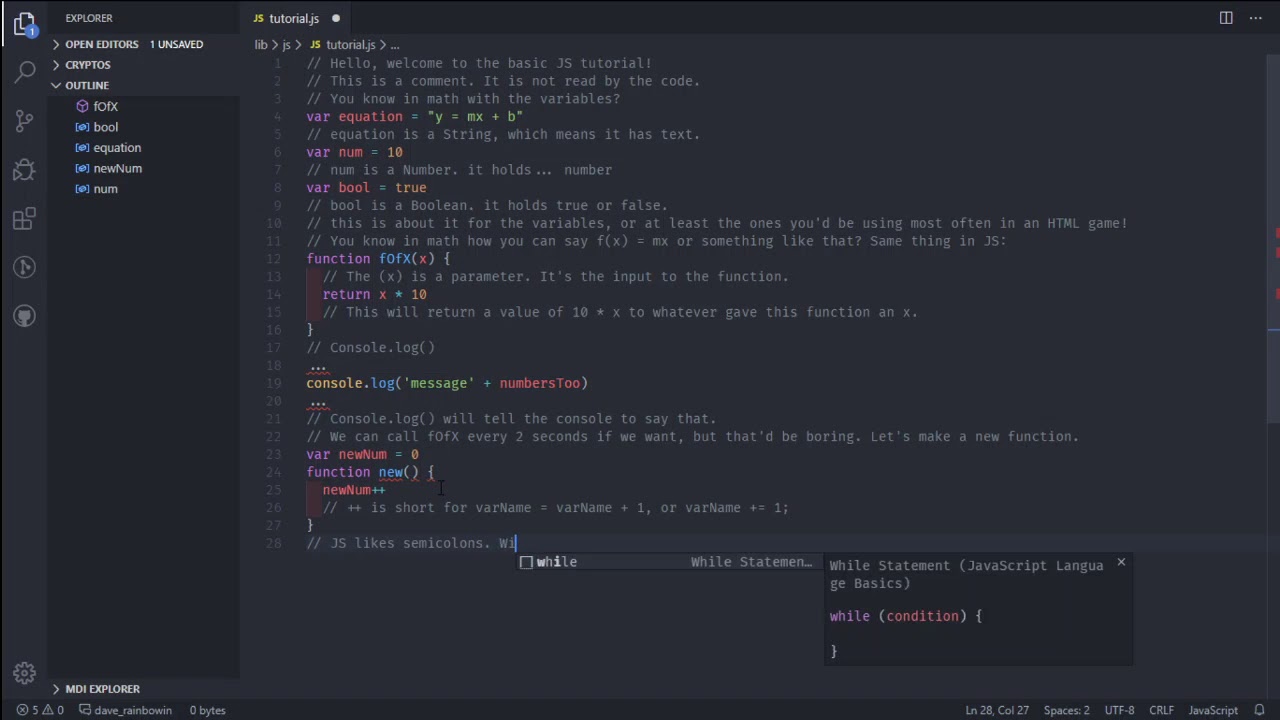 EXPLORER
JS tutorial.js
1
OPEN EDITORS 1 UNSAVED
CRYPTOS
OUTLINE
fOfX
bool
equation
newNum
num
lib > js > JS tutorial.js > ...
1 // Hello, welcome to the basic JS tutorial!
2 // This is a comment. It is not read by the code.
3 // You know in math with the variables?
4 var equation = "y = mx + b"
5 // equation is a String, which means it has text.
6 var num = 10
7 // num is a Number. it holds... number
8 var bool = true
9 // bool is a Boolean. it holds true or false.
10 // this is about it for the variables, or at least the ones you'd be using most often in an HTML game!
11 // You know in math how you can say f(x) = mx or something like that? Same thing in JS:
12 function fOfX(x) {
13 // The (x) is a parameter. It's the input to the function.
14 return x * 10
15 // This will return a value of 10 * x to whatever gave this function an x.
16 }
17 // Console.log()
18 ...
19 console.log('message' + numbersToo)
20 ...
21 // Console.log() will tell the console to say that.
22 // We can call fOfX every 2 seconds if we want, but that'd be boring. Let's make a new function.
23 var newNum = 0
24 function new() {
25 newNum++
26 // ++ is short for varName = varName + 1, or varName += 1;
27 }
28 // JS likes semicolons. Wi
while While Statemen...
While Statement (JavaScript Langua
ge Basics)
while (condition) {
}
MDI EXPLORER
5 0 dave_rainbowin 0 bytes
Ln 28, Col 27 Spaces: 2 UTF-8 CRLF JavaScript